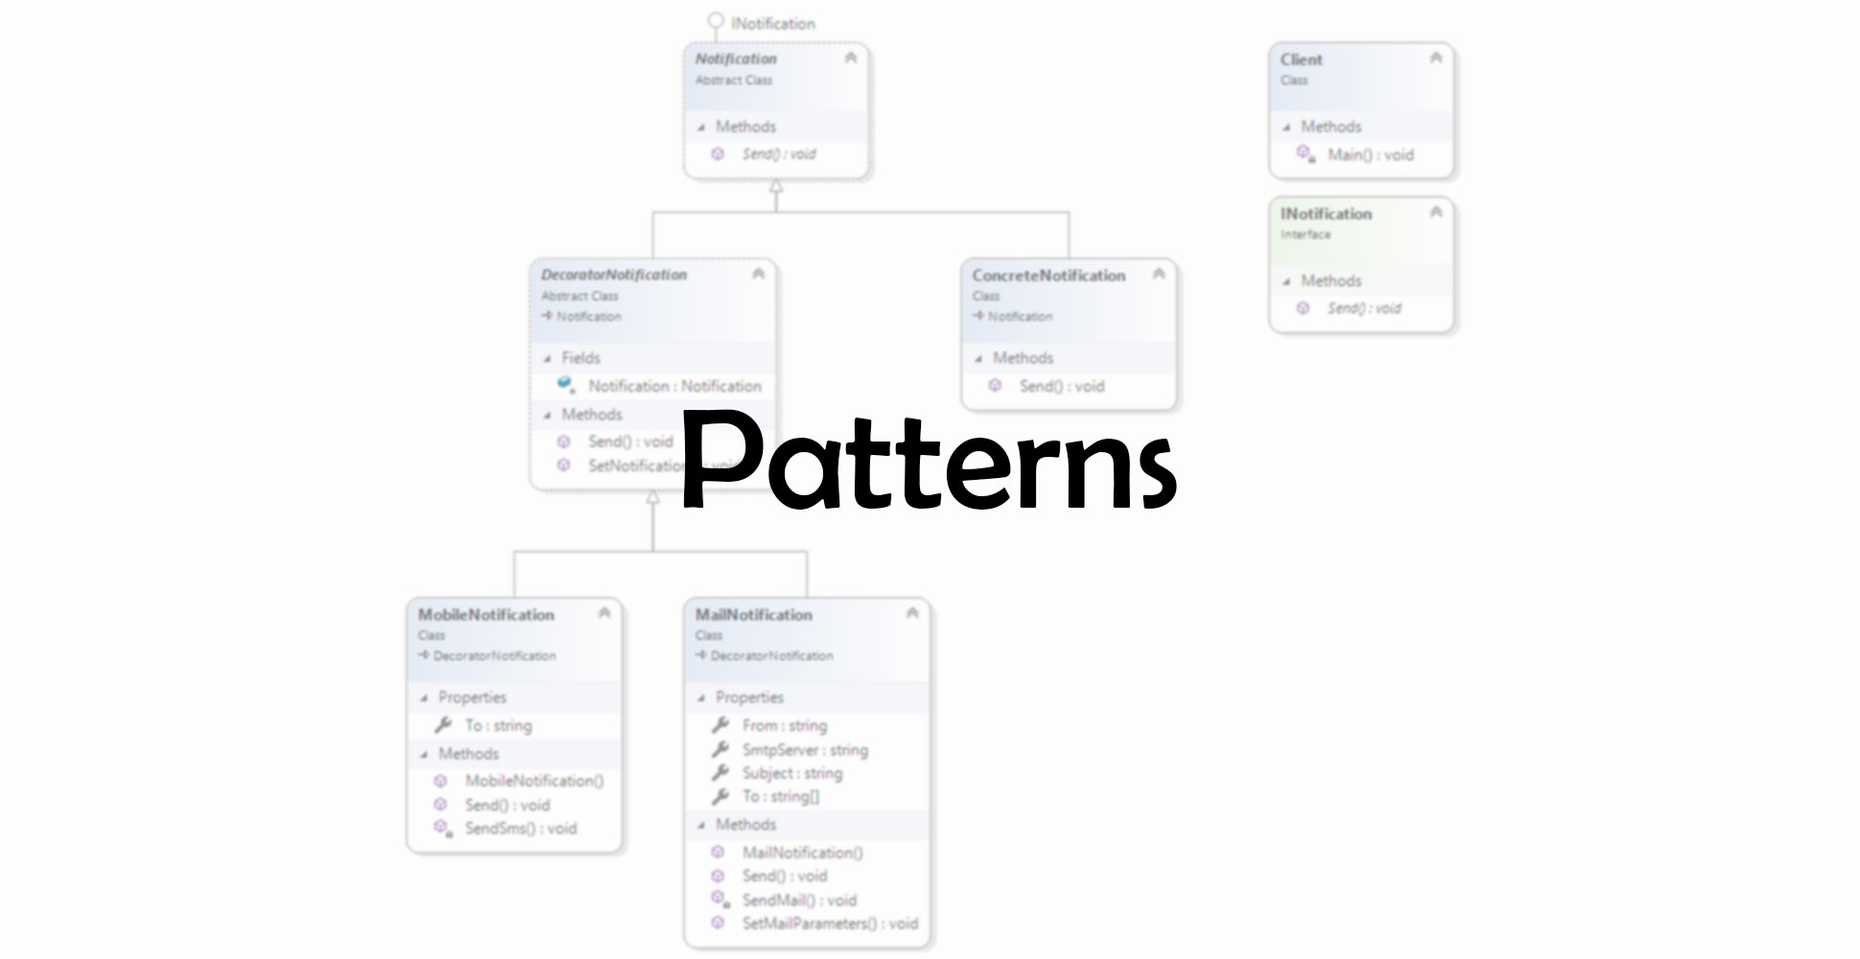 INotification
Notification
Abstract Class
Methods
Send() : void
Client
Class
Methods
Main() : void
INotification
Interface
Methods
Send() : void
DecoratorNotification
Abstract Class
Notification
Fields
Notification : Notification
Methods
Send() : void
SetNotification void
ConcreteNotification
Class
Notification
Methods
Send() : void
Patterns
MobileNotification
Class
DecoratorNotification
Properties
To : string
Methods
MobileNotification()
Send() : void
SendSms() : void
MailNotification
Class
DecoratorNotification
Properties
From : string
SmtpServer : string
Subject : string
To : string[]
Methods
MailNotification()
Send() : void
SendMail() : void
SetMailParameters() : void